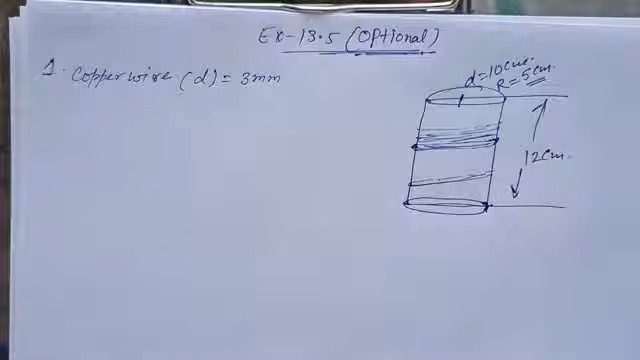 Ex-13.5 (Optional)
1. Copper wire (d) = 3mm
d=10cm.
R=5cm.
12cm.